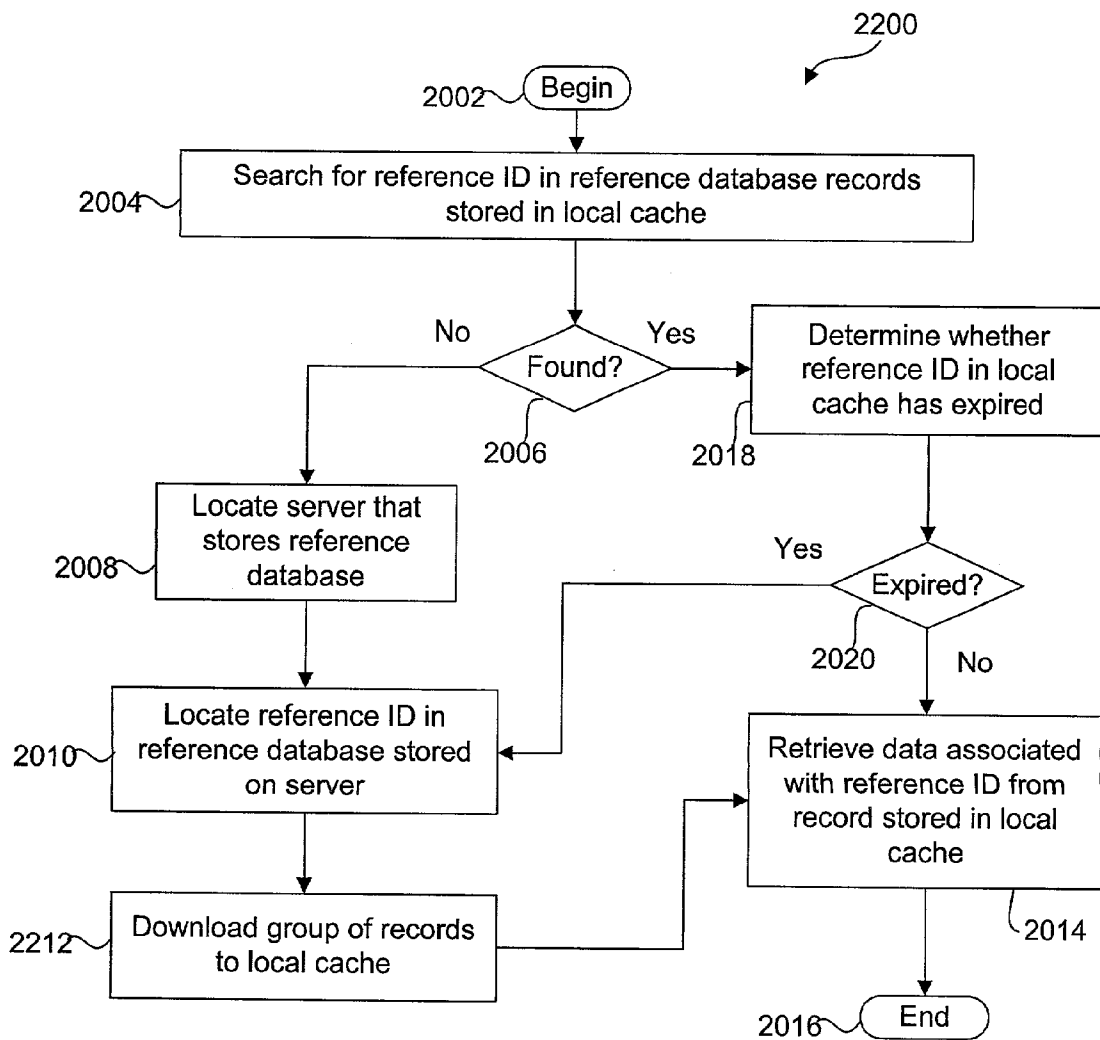 2200
Begin
2002
Search for reference ID in reference database records
stored in local cache
2004
No
Yes
Found?
2006
Determine whether
reference ID in local
cache has expired
2018
Locate server that
stores reference
database
2008
Yes
Expired?
2020
No
Locate reference ID in
reference database stored
on server
2010
Retrieve data associated
with reference ID from
record stored in local
cache
2014
Download group of records
to local cache
2212
End
2016